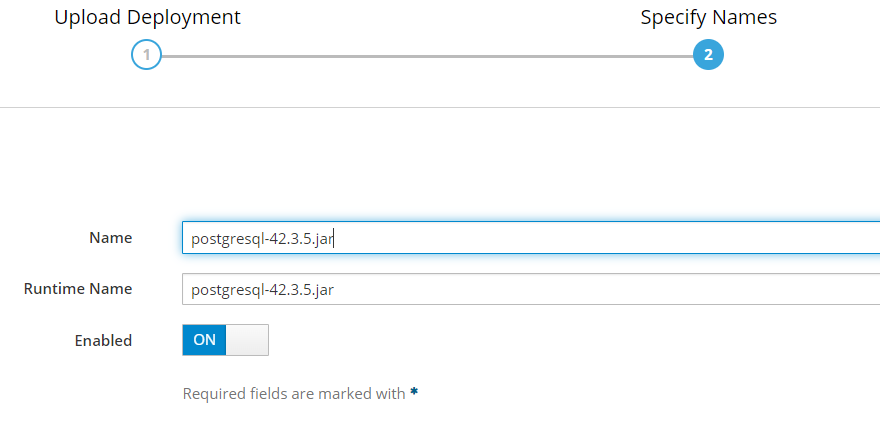 Upload Deployment
Specify Names
1
2
Name
postgresql-42.3.5.jar
Runtime Name
postgresql-42.3.5.jar
Enabled
ON
Required fields are marked with *